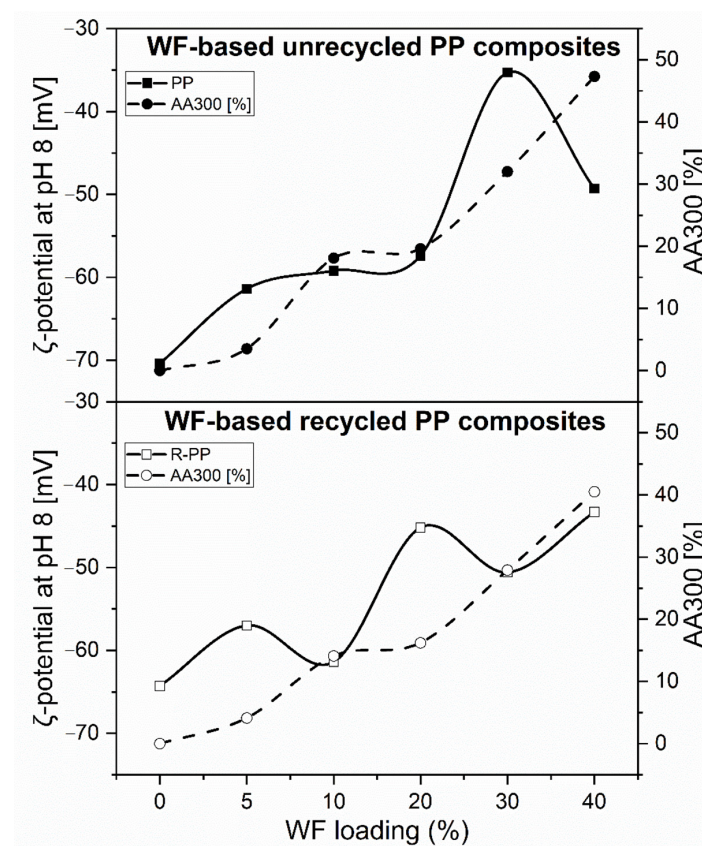 WF-based unrecycled PP composites
PP
AA300 [%]
ζ-potential at pH 8 [mV]
−30
−40
−50
−60
−70
AA300 [%]
50
40
30
20
10
0
WF-based recycled PP composites
R-PP
AA300 [%]
ζ-potential at pH 8 [mV]
−30
−40
−50
−60
−70
AA300 [%]
50
40
30
20
10
0
0 5 10 20 30 40
WF loading (%)